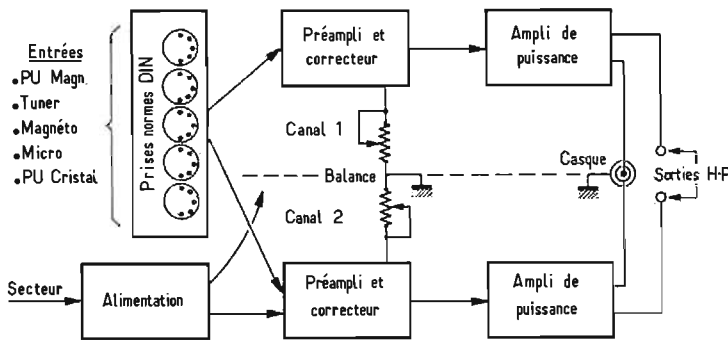 Entrées
•PU Magn.
•Tuner
•Magnéto
•Micro
•PU Cristal
Prises normes DIN
Préampli et
correcteur
Ampli de
puissance
Canal 1
Balance
Canal 2
Casque
Sorties H-P
Secteur
Alimentation
Préampli et
correcteur
Ampli de
puissance